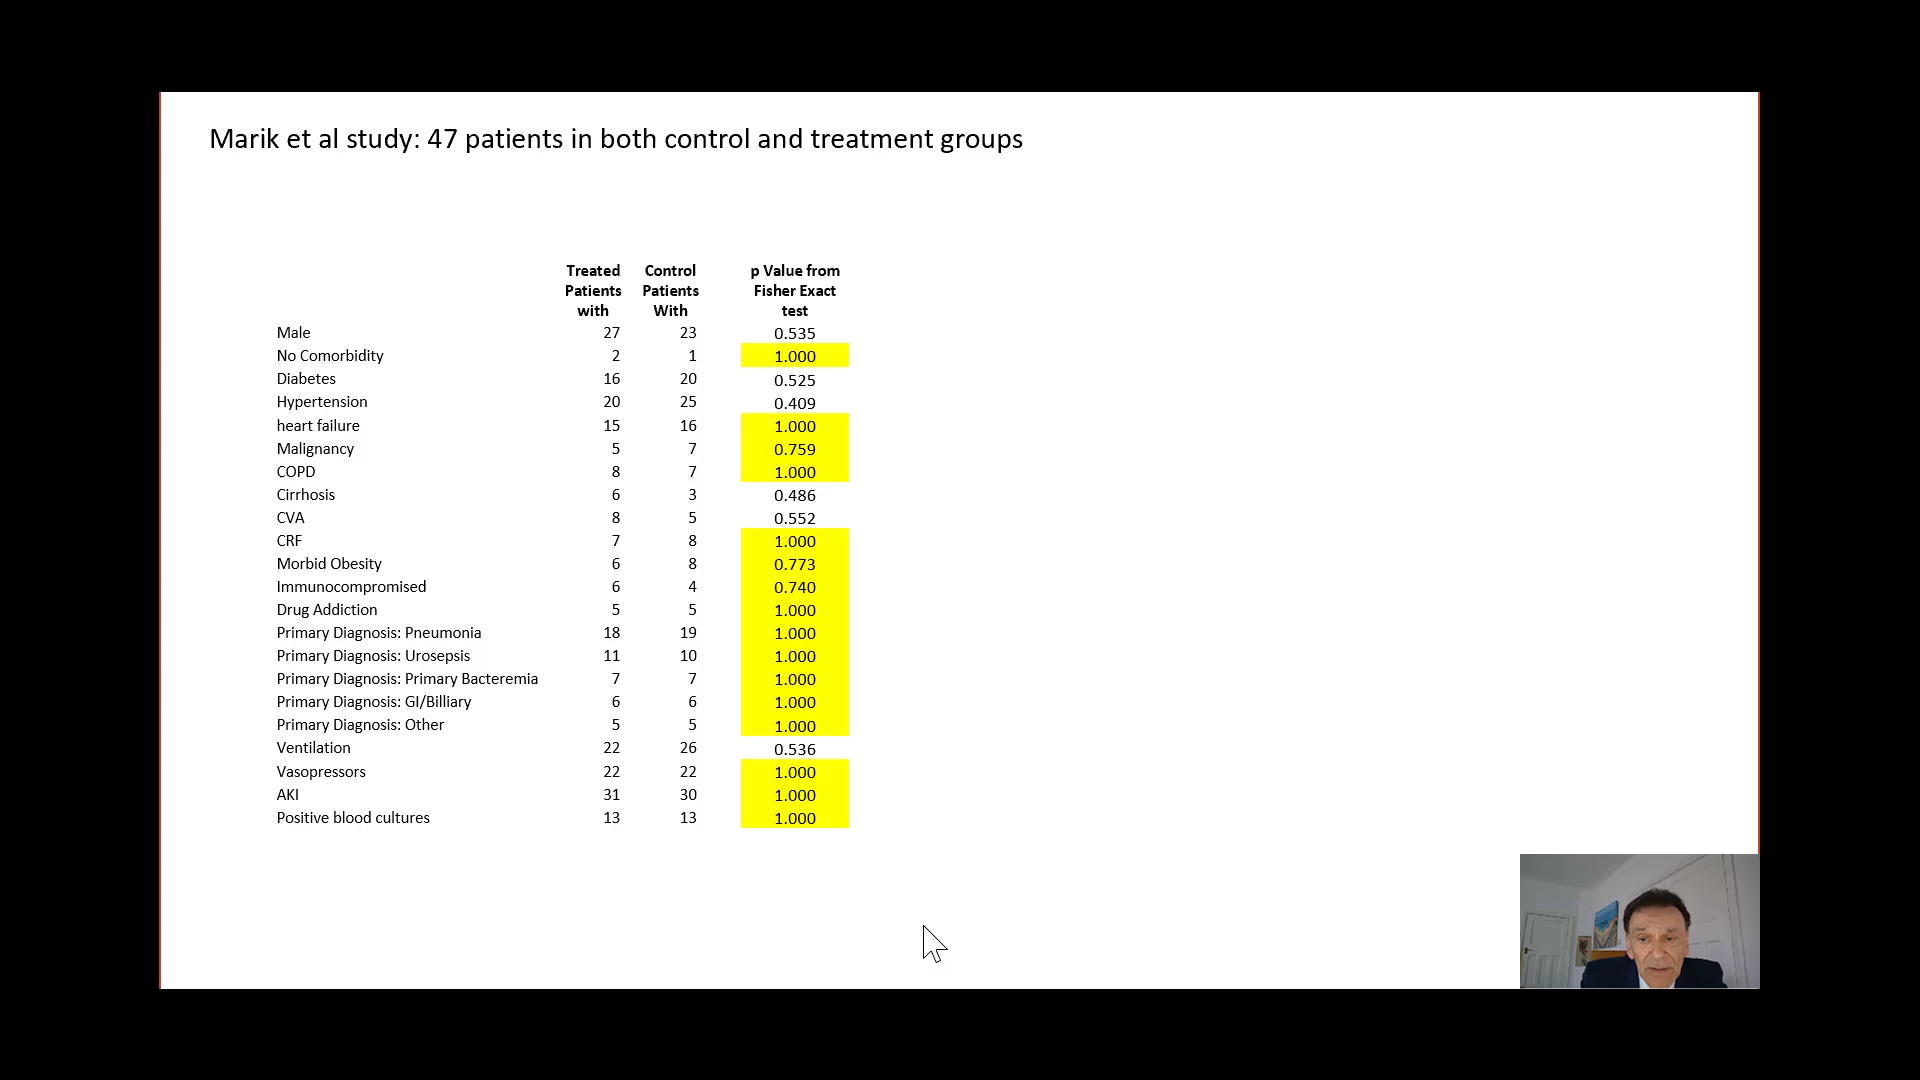 Marik et al study: 47 patients in both control and treatment groups
Treated Patients with Control Patients With p Value from Fisher Exact test
Male 27 23 0.535
No Comorbidity 2 1 1.000
Diabetes 16 20 0.525
Hypertension 20 25 0.409
heart failure 15 16 1.000
Malignancy 5 7 0.759
COPD 8 7 1.000
Cirrhosis 6 3 0.486
CVA 8 5 0.552
CRF 7 8 1.000
Morbid Obesity 6 8 0.773
Immunocompromised 6 4 0.740
Drug Addiction 5 5 1.000
Primary Diagnosis: Pneumonia 18 19 1.000
Primary Diagnosis: Urosepsis 11 10 1.000
Primary Diagnosis: Primary Bacteremia 7 7 1.000
Primary Diagnosis: GI/Billiary 6 6 1.000
Primary Diagnosis: Other 5 5 1.000
Ventilation 22 26 0.536
Vasopressors 22 22 1.000
AKI 31 30 1.000
Positive blood cultures 13 13 1.000